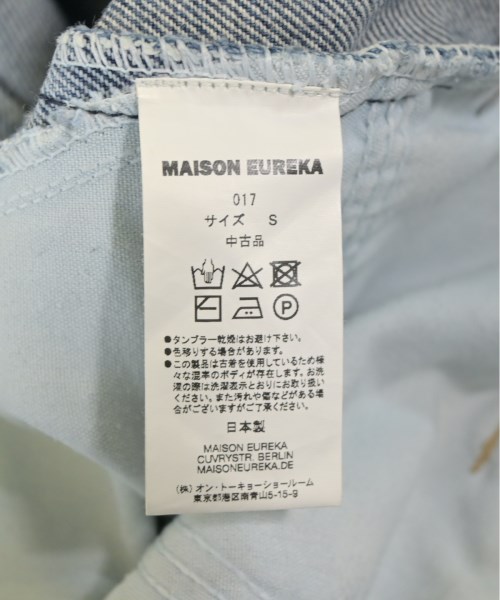 MAISON EUREKA
017
サイズ S
中古品
●タンブラー乾燥はお避け下さい。
●色移りする場合があります。
●この製品は古着を使用しているため様
々な混率のボディが存在します。お洗
濯の際は洗濯表示とおりにお取り扱い
ください。また汚れや傷などがある場
合がございますがご了承ください。
日本製
MAISON EUREKA
CUVRYSTR. BERLIN
MAISONEUREKA.DE
(株) オン・トーキョーショールーム
東京都港区南青山5-15-9